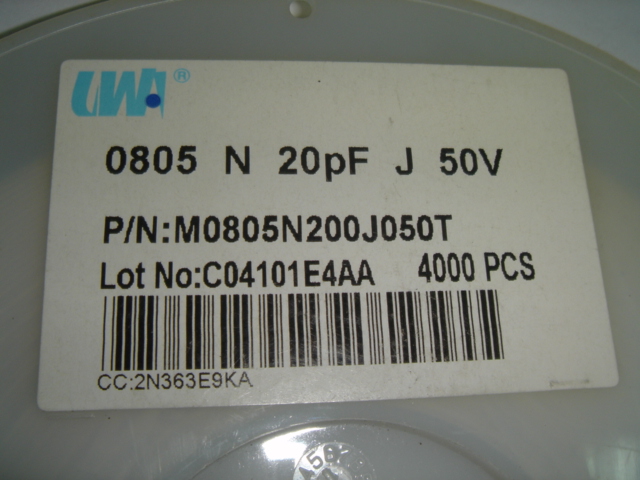 UWA ®
0805 N 20pF J 50V
P/N:M0805N200J050T
Lot No:C04101E4AA 4000 PCS
CC:2N363E9KA